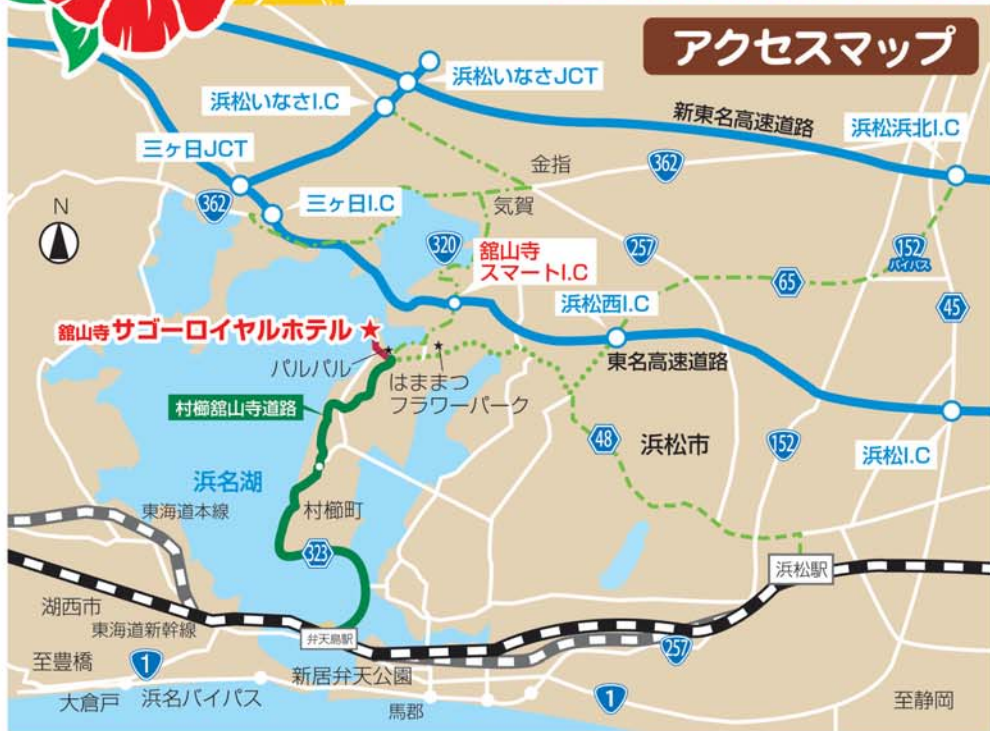 アクセスマップ
浜松いなさJCT
浜松いなさI.C
新東名高速道路
浜松浜北I.C
三ヶ日JCT
金指
362
362
三ヶ日I.C
気賀
N
320
舘山寺
スマートI.C
257
152
バイパス
65
45
浜松西I.C
舘山寺サゴーロイヤルホテル
東名高速道路
パルパル
はままつ
フラワーパーク
村櫛舘山寺道路
48
浜松市
152
浜松I.C
浜名湖
東海道本線
村櫛町
323
浜松駅
湖西市
東海道新幹線
弁天島駅
257
至豊橋
1
新居弁天公園
大倉戸
浜名バイパス
馬郡
1
至静岡